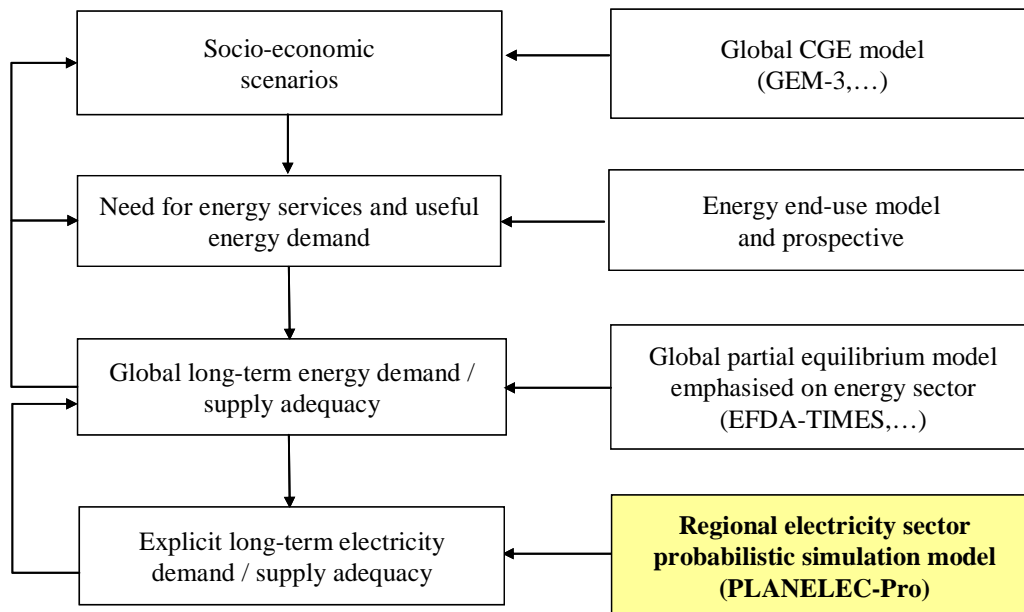 Socio-economic
scenarios
Global CGE model
(GEM-3,…)
Need for energy services and useful
energy demand
Energy end-use model
and prospective
Global long-term energy demand /
supply adequacy
Global partial equilibrium model
emphasised on energy sector
(EFDA-TIMES,…)
Explicit long-term electricity
demand / supply adequacy
Regional electricity sector
probabilistic simulation model
(PLANELEC-Pro)